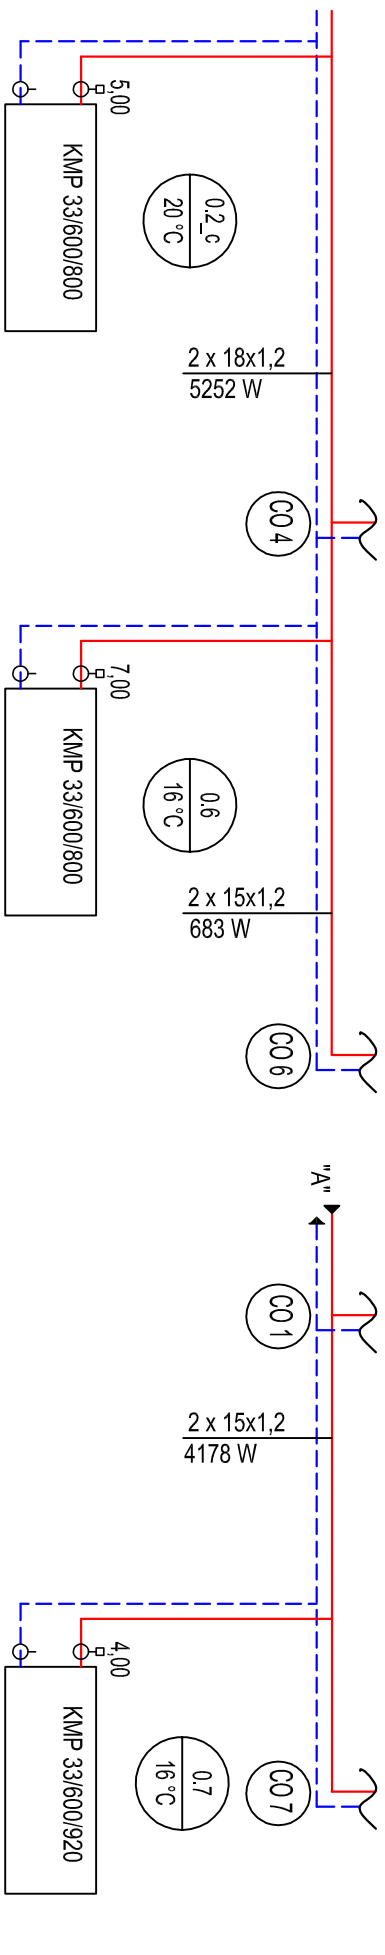 5,00
KMP 33/600/800
0.2_c
20 °C
2 x 18x1,2
5252 W
CO 4
7,00
KMP 33/600/800
0.6
16 °C
2 x 15x1,2
683 W
CO 6
"A"
CO 1
2 x 15x1,2
4178 W
4,00
KMP 33/600/920
0.7
16 °C
CO 7